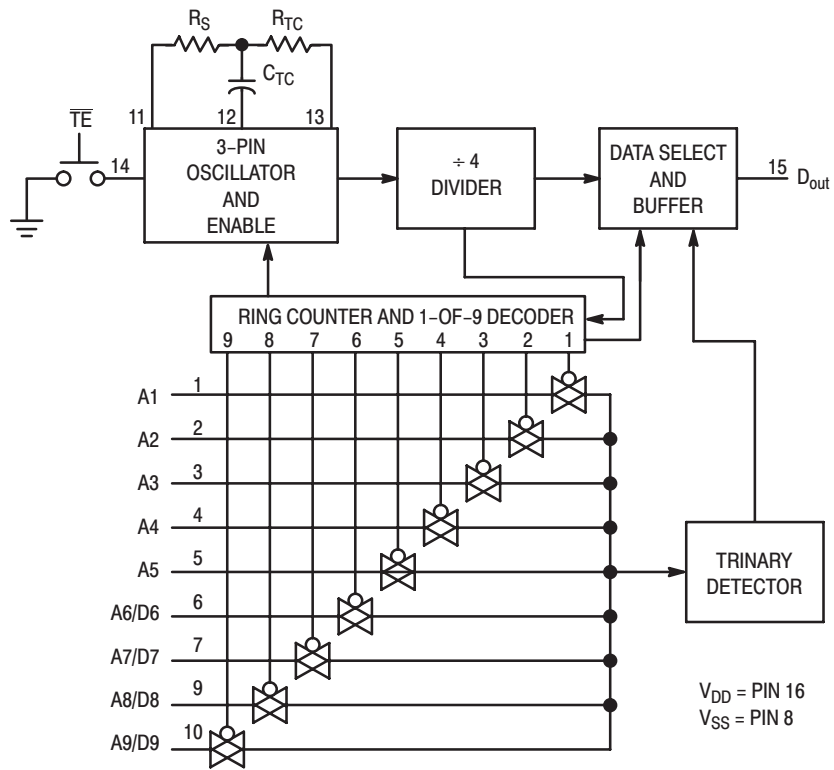 RS RTC
CTC
11 12 13
TE
14
3–PIN
OSCILLATOR
AND
ENABLE
÷ 4
DIVIDER
DATA SELECT
AND
BUFFER
15 Dout
RING COUNTER AND 1–OF–9 DECODER
9 8 7 6 5 4 3 2 1
A1 1
A2 2
A3 3
A4 4
A5 5
A6/D6 6
A7/D7 7
A8/D8 9
A9/D9 10
TRINARY
DETECTOR
VDD = PIN 16
VSS = PIN 8